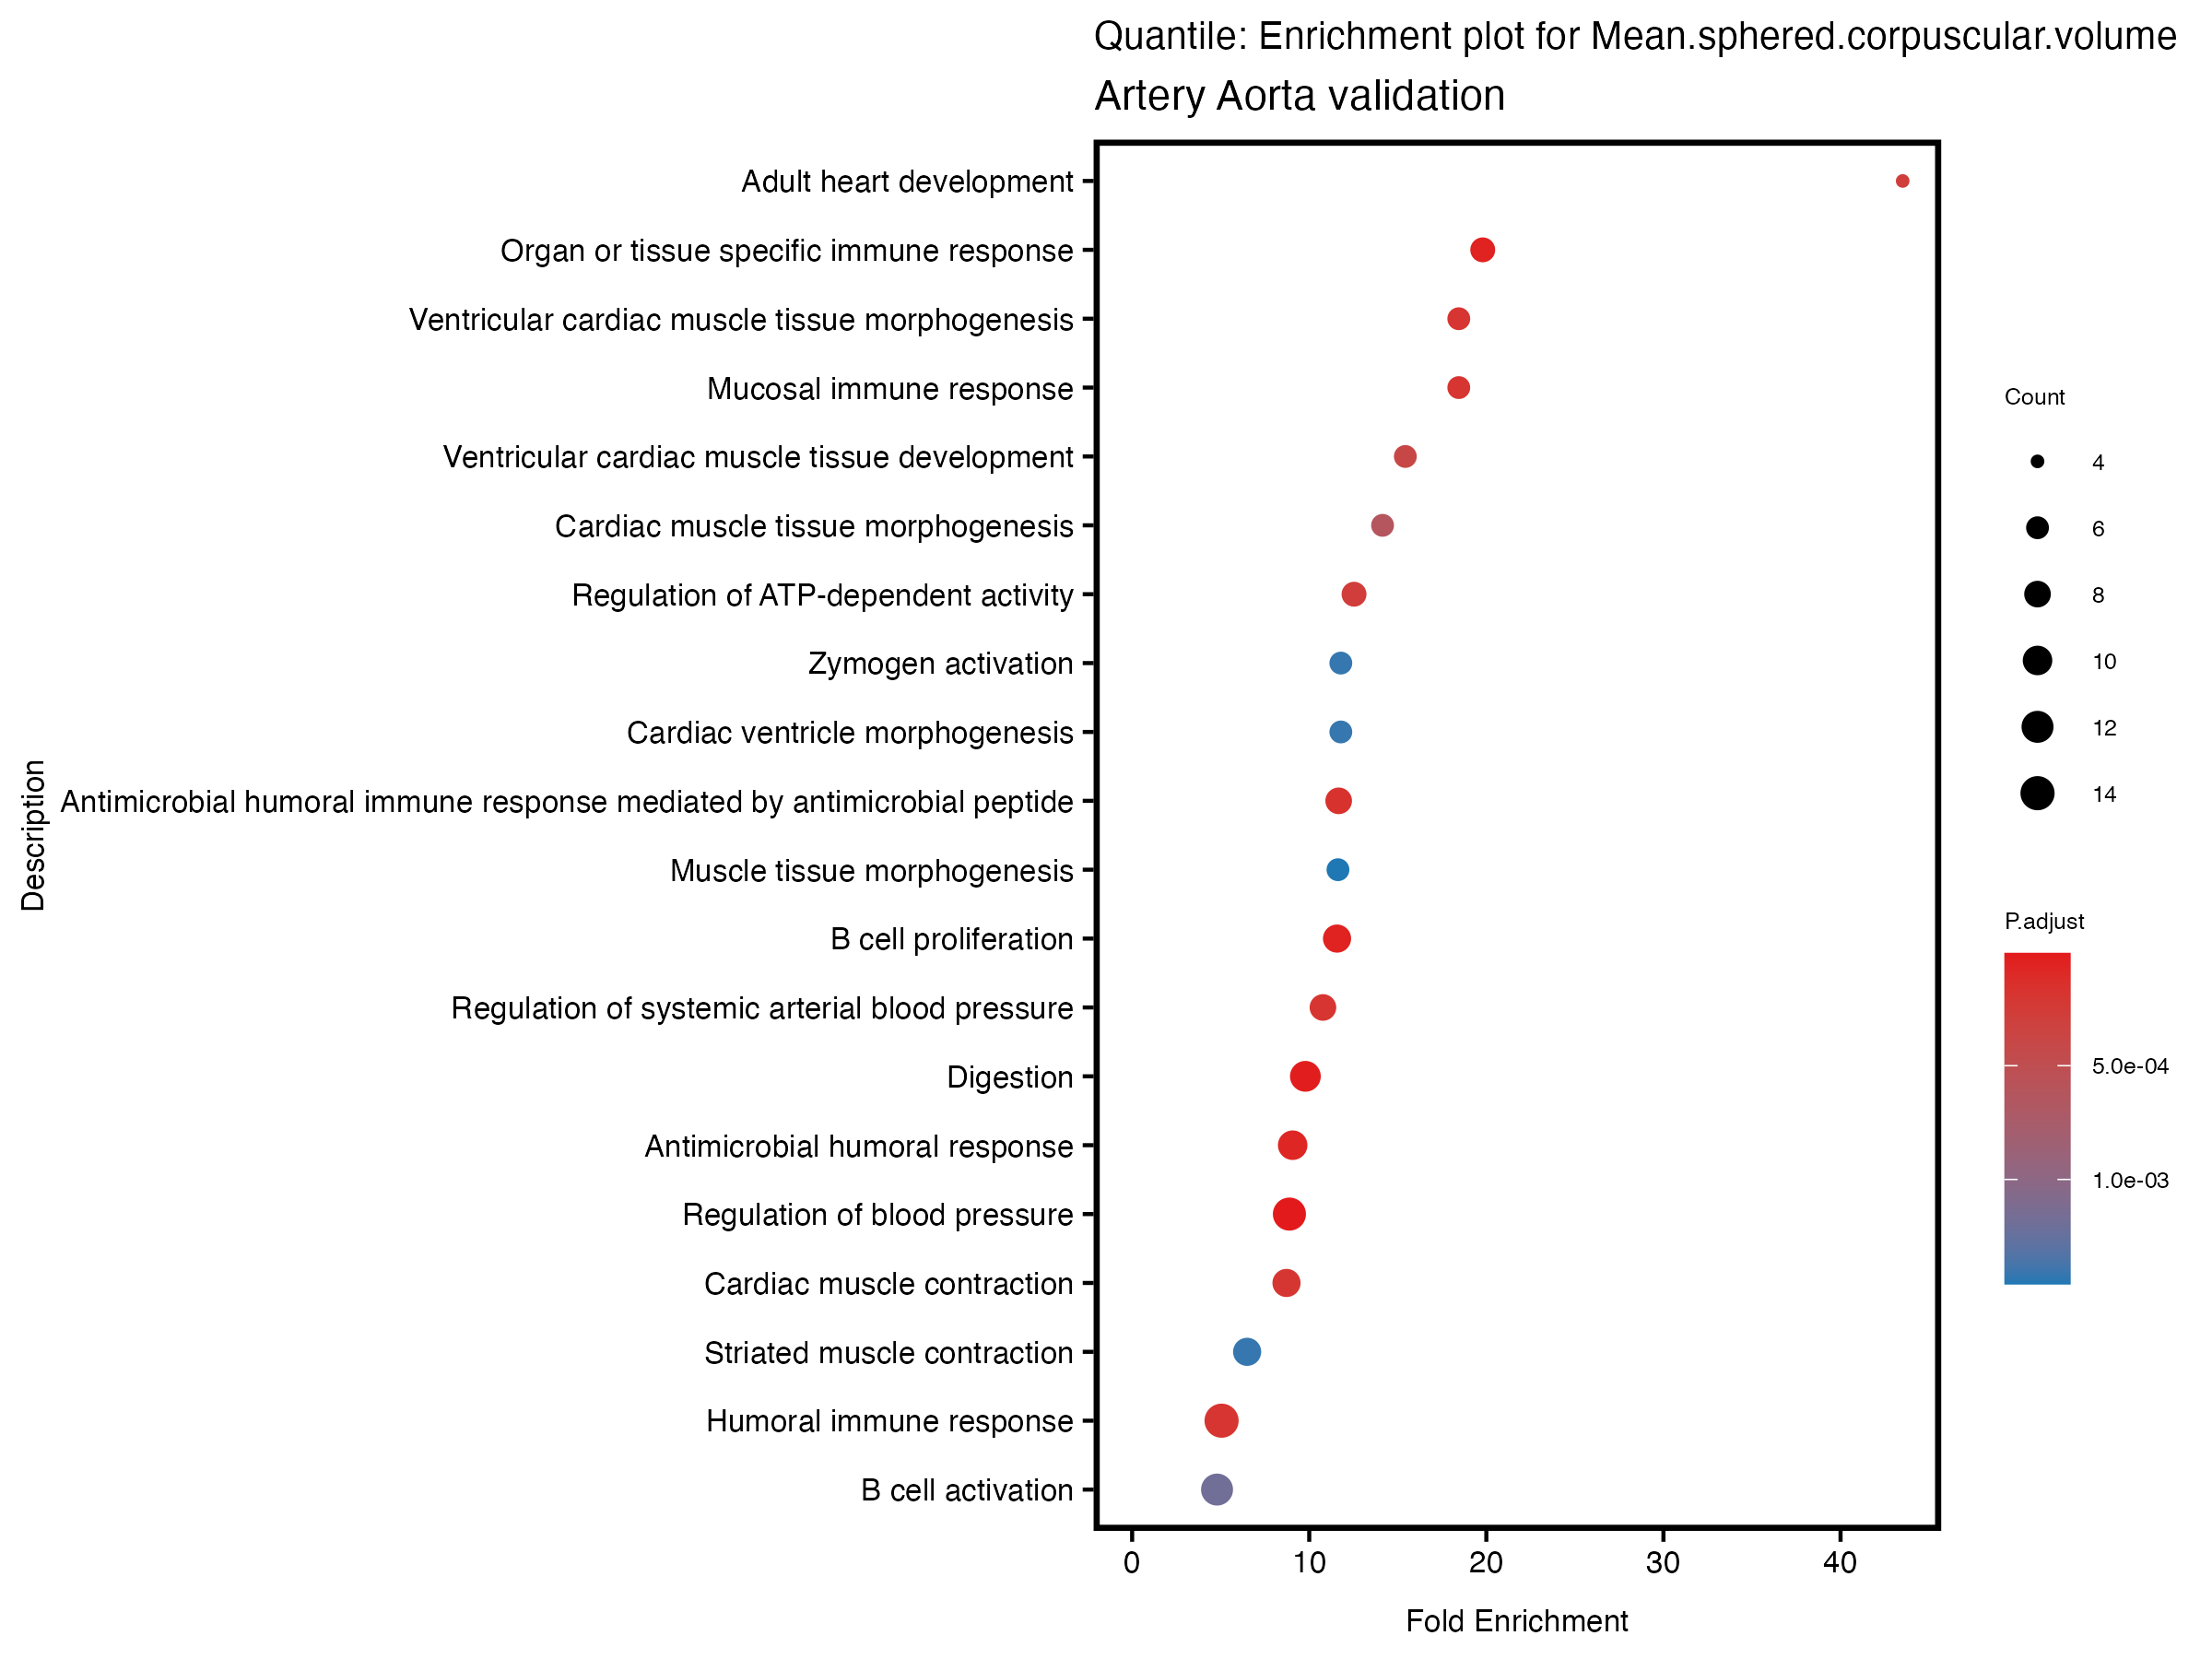 Quantile: Enrichment plot for Mean.sphered.corpuscular.volume
Artery Aorta validation
Description
Adult heart development
Organ or tissue specific immune response
Ventricular cardiac muscle tissue morphogenesis
Mucosal immune response
Ventricular cardiac muscle tissue development
Cardiac muscle tissue morphogenesis
Regulation of ATP-dependent activity
Zymogen activation
Cardiac ventricle morphogenesis
Antimicrobial humoral immune response mediated by antimicrobial peptide
Muscle tissue morphogenesis
B cell proliferation
Regulation of systemic arterial blood pressure
Digestion
Antimicrobial humoral response
Regulation of blood pressure
Cardiac muscle contraction
Striated muscle contraction
Humoral immune response
B cell activation
0 10 20 30 40
Fold Enrichment
Count
4
6
8
10
12
14
P.adjust
5.0e-04
1.0e-03